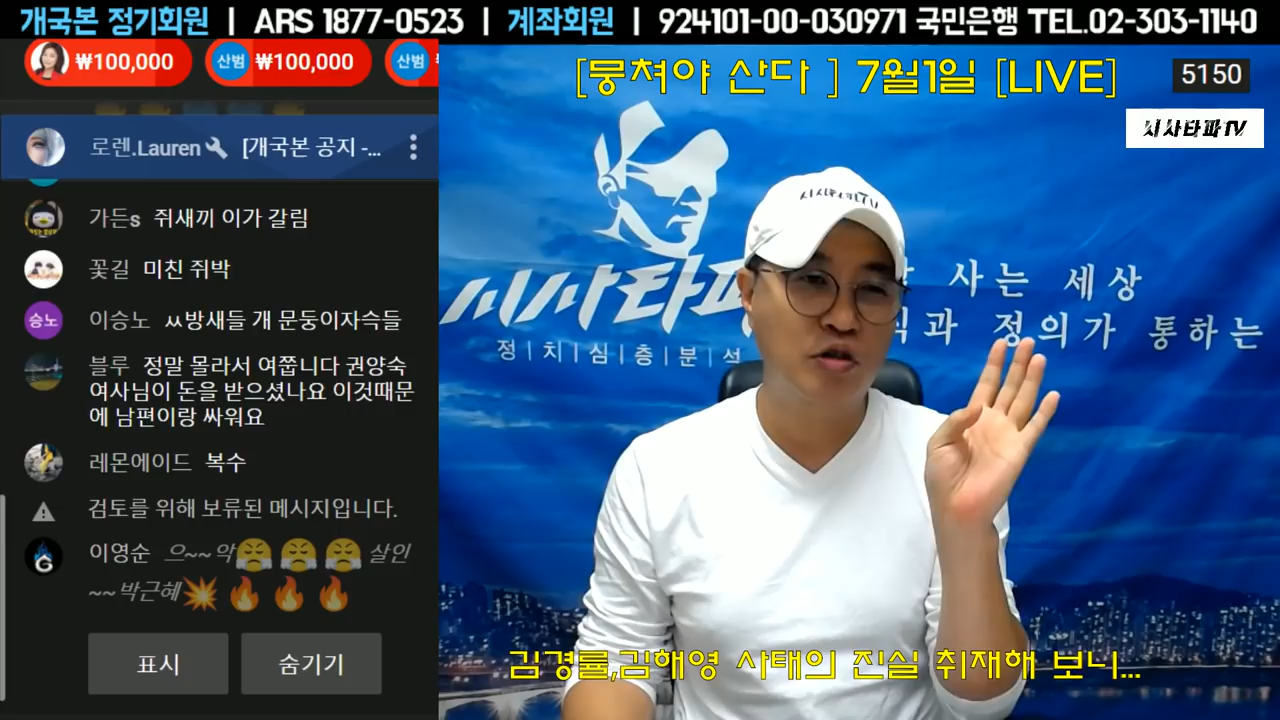 개국본 정기회원 | ARS 1877-0523 | 계좌회원 | 924101-00-030971 국민은행 TEL.02-303-1140
₩100,000 산범 ₩100,000 산범
로렌.Lauren [개국본 공지 -...
가든s 쥐새끼 이가 갈림
꽃길 미친 쥐박
승노 이승노 ㅆ방새들 개 문둥이자슥들
블루 정말 몰라서 여쭙니다 권양숙
여사님이 돈을 받으셨나요 이것때문
에 남편이랑 싸워요
레몬에이드 복수
검토를 위해 보류된 메시지입니다.
이영순 으~~악😤😤😤살인
~~박근혜💥🔥🔥🔥
표시 숨기기
[뭉쳐야 산다 ] 7월1일 [LIVE]
5150
시사타파TV
시사타파TV
시사타파
정|치|심|층|분|석
사는 세상
과 정의가 통하는
김경률,김해영 사태의 진실 취재해 보니...